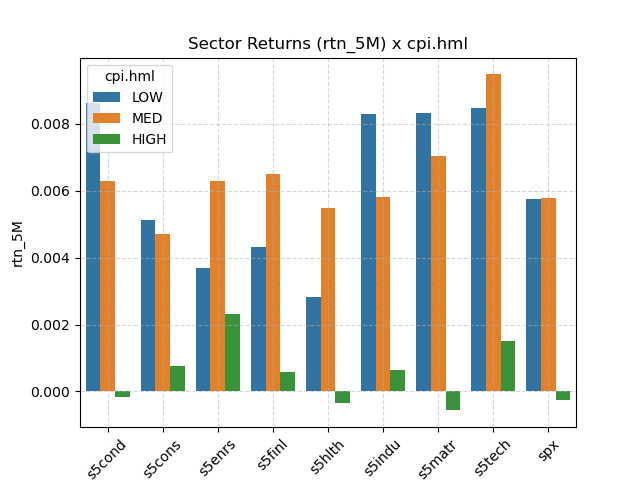 Sector Returns (rtn_5M) x cpi.hml
cpi.hml
LOW
MED
HIGH
rtn_5M
0.008
0.006
0.004
0.002
0.000
s5cond
s5cons
s5enrs
s5finl
s5hlth
s5indu
s5matr
s5tech
spx